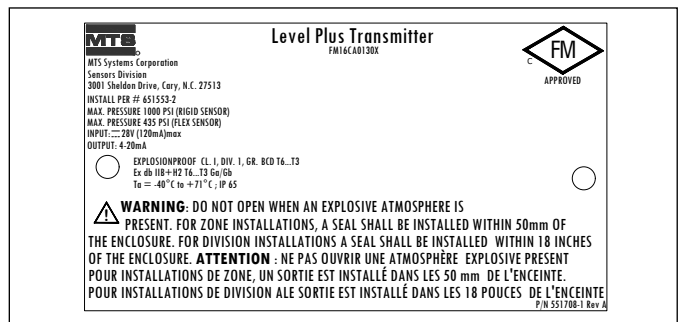 MTS
Level Plus Transmitter
FM16CA0130X
C FM
APPROVED
MTS Systems Corporation
Sensors Division
3001 Sheldon Drive, Cary, N.C. 27513
INSTALL PER # 651553-2
MAX. PRESSURE 1000 PSI (RIGID SENSOR)
MAX. PRESSURE 435 PSI (FLEX SENSOR)
INPUT: ⎓ 28V (120mA)max
OUTPUT: 4-20mA
EXPLOSIONPROOF CL. I, DIV. 1, GR. BCD T6...T3
Ex db IIB+H2 T6...T3 Ga/Gb
Ta = -40°C to +71°C ; IP 65
WARNING: DO NOT OPEN WHEN AN EXPLOSIVE ATMOSPHERE IS
PRESENT. FOR ZONE INSTALLATIONS, A SEAL SHALL BE INSTALLED WITHIN 50mm OF
THE ENCLOSURE. FOR DIVISION INSTALLATIONS A SEAL SHALL BE INSTALLED WITHIN 18 INCHES
OF THE ENCLOSURE. ATTENTION : NE PAS OUVRIR UNE ATMOSPHÈRE EXPLOSIVE PRESENT
POUR INSTALLATIONS DE ZONE, UN SORTIE EST INSTALLÉ DANS LES 50 mm DE L'ENCEINTE.
POUR INSTALLATIONS DE DIVISION ALE SORTIE EST INSTALLÉ DANS LES 18 POUCES DE L'ENCEINTE
P/N 551708-1 Rev A